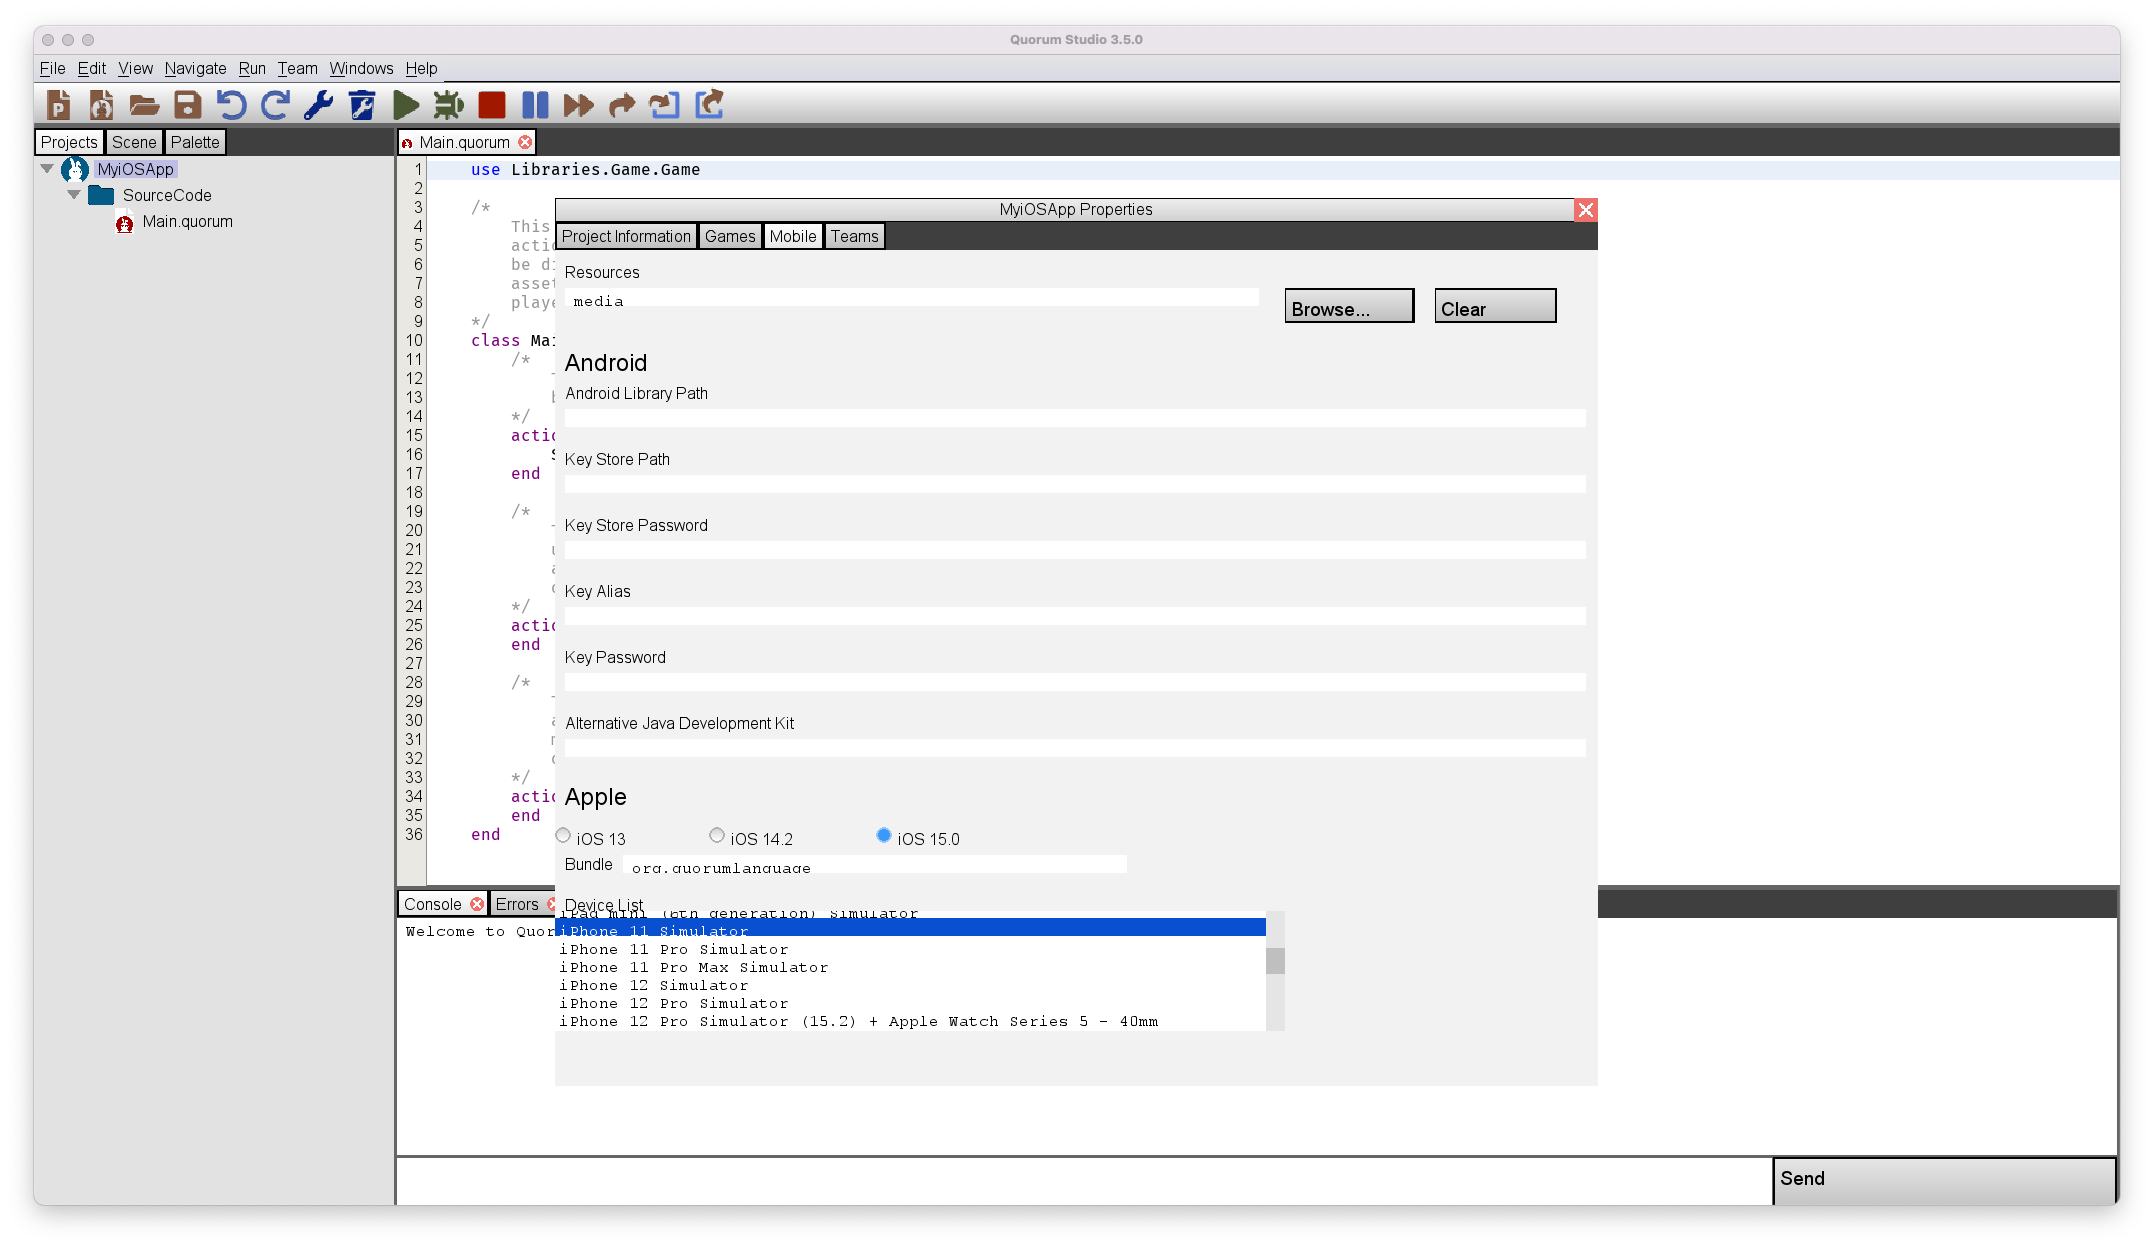 Quorum Studio 3.5.0
File Edit View Navigate Run Team Windows Help
Projects Scene Palette
MyiOSApp
SourceCode
Main.quorum
Main.quorum
1 use Libraries.Game.Game
2
3 /*
4 This
5
6 be
7
8
9 */
10 class
11 /*
12
13
14 */
15
16
17 end
18
19 /*
20
21
22
23
24 */
25
26 end
27
28 /*
29
30
31
32
33 */
34
35 end
36 end
MyiOSApp Properties
Project Information Games Mobile Teams
Resources
media
Browse... Clear
Android
Android Library Path
Key Store Path
Key Store Password
Key Alias
Key Password
Alternative Java Development Kit
Apple
iOS 13 iOS 14.2 iOS 15.0
Bundle org.quorumlanguage
Device List
iPad mini (6th generation) Simulator
iPhone 11 Simulator
iPhone 11 Pro Simulator
iPhone 11 Pro Max Simulator
iPhone 12 Simulator
iPhone 12 Pro Simulator
iPhone 12 Pro Simulator (15.2) + Apple Watch Series 5 - 40mm
Console Errors
Welcome to Quor
Send